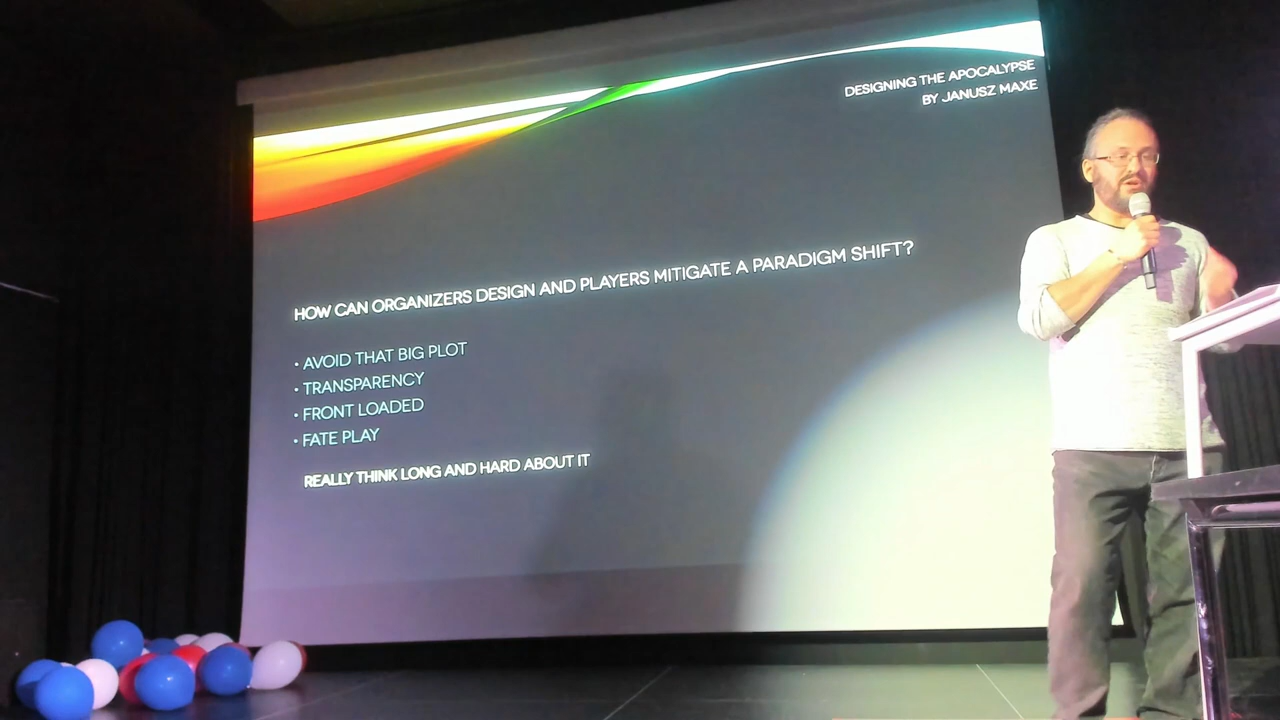 DESIGNING THE APOCALYPSE
BY JANUSZ MAXE
HOW CAN ORGANIZERS DESIGN AND PLAYERS MITIGATE A PARADIGM SHIFT?
• AVOID THAT BIG PLOT
• TRANSPARENCY
• FRONT LOADED
• FATE PLAY
REALLY THINK LONG AND HARD ABOUT IT